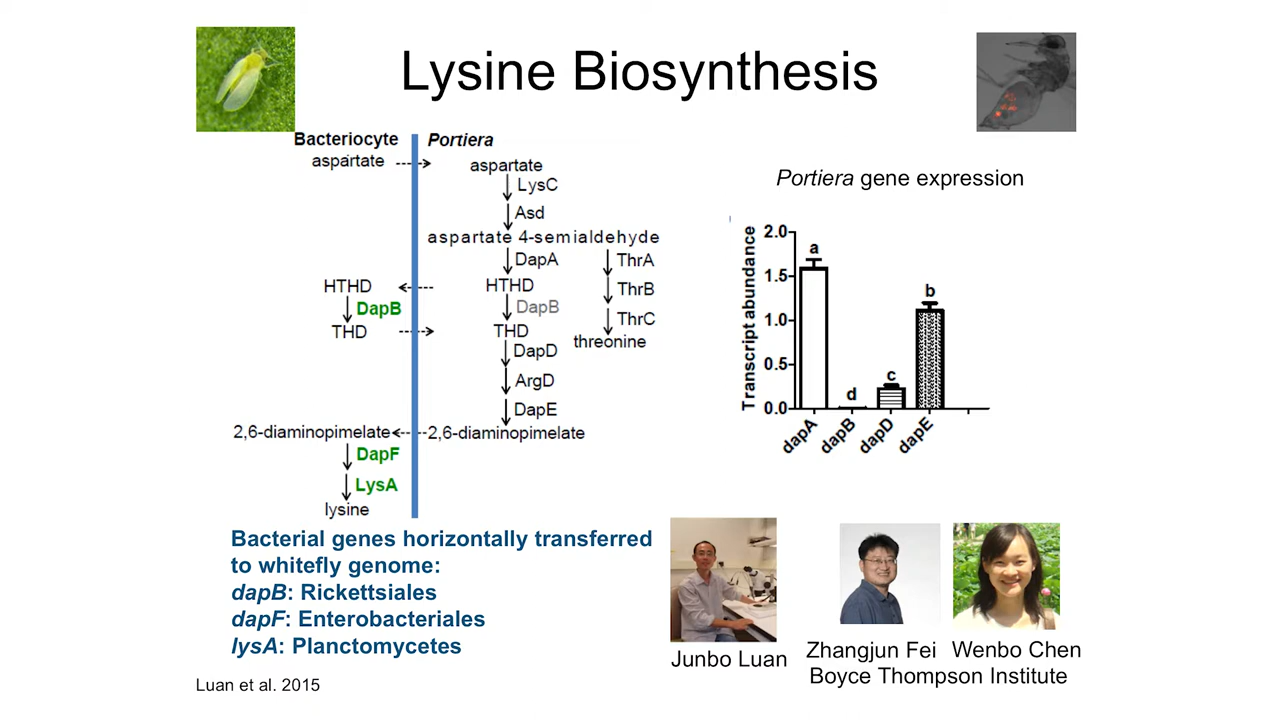 Lysine Biosynthesis
Bacteriocyte
Portiera
aspartate
aspartate
LysC
Asd
aspartate 4-semialdehyde
DapA
ThrA
HTHD
HTHD
ThrB
DapB
DapB
THD
THD
ThrC
threonine
DapD
ArgD
DapE
2,6-diaminopimelate
2,6-diaminopimelate
DapF
LysA
lysine
Bacterial genes horizontally transferred
to whitefly genome:
dapB: Rickettsiales
dapF: Enterobacteriales
lysA: Planctomycetes
Luan et al. 2015
Portiera gene expression
Transcript abundance
2.0
1.5
1.0
0.5
0.0
a
d
c
b
dapA
dapB
dapD
dapE
Junbo Luan
Zhangjun Fei
Wenbo Chen
Boyce Thompson Institute